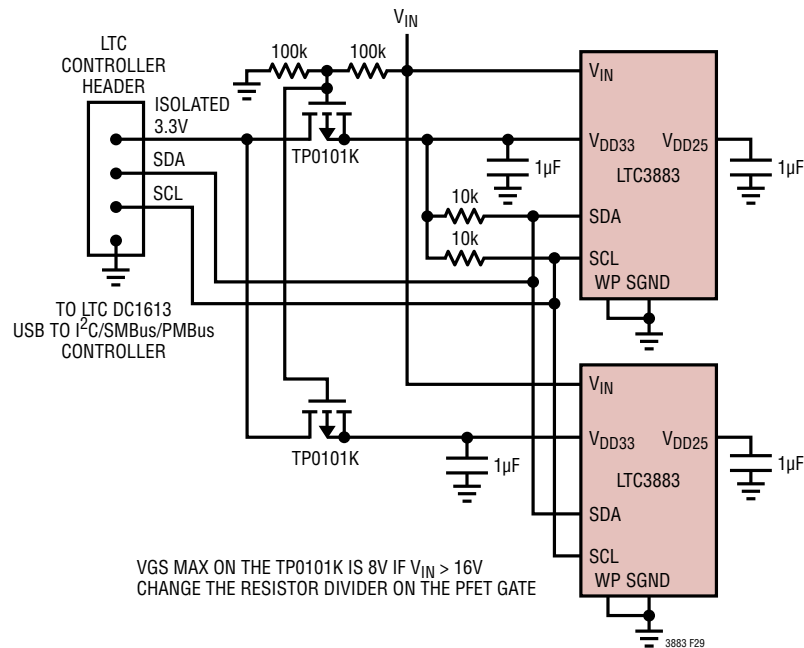 V_IN
LTC
CONTROLLER
HEADER
100k
100k
ISOLATED
3.3V
SDA
SCL
TP0101K
1µF
10k
10k
V_IN
V_DD33
V_DD25
LTC3883
SDA
SCL
WP SGND
1µF
TO LTC DC1613
USB TO I²C/SMBus/PMBus
CONTROLLER
TP0101K
1µF
V_IN
V_DD33
V_DD25
LTC3883
SDA
SCL
WP SGND
1µF
VGS MAX ON THE TP0101K IS 8V IF V_IN > 16V
CHANGE THE RESISTOR DIVIDER ON THE PFET GATE
3883 F29